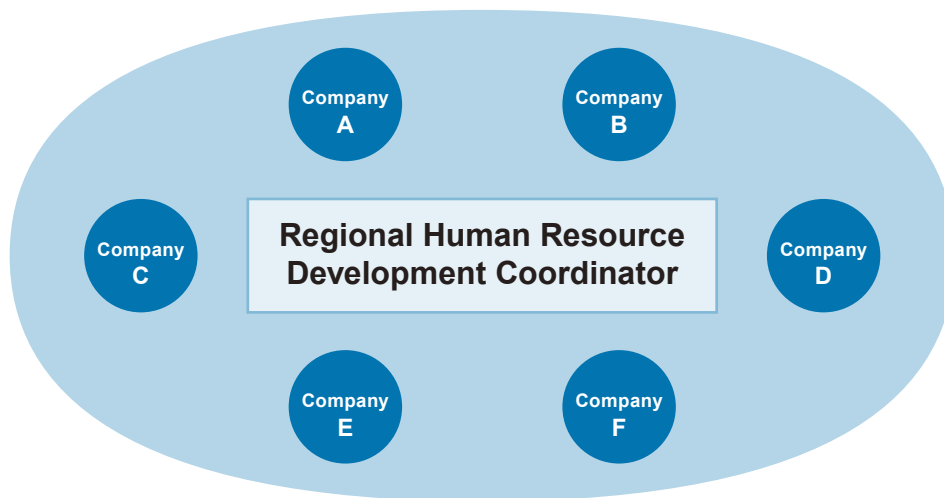 Company
A
Company
B
Company
C
Regional Human Resource
Development Coordinator
Company
D
Company
E
Company
F